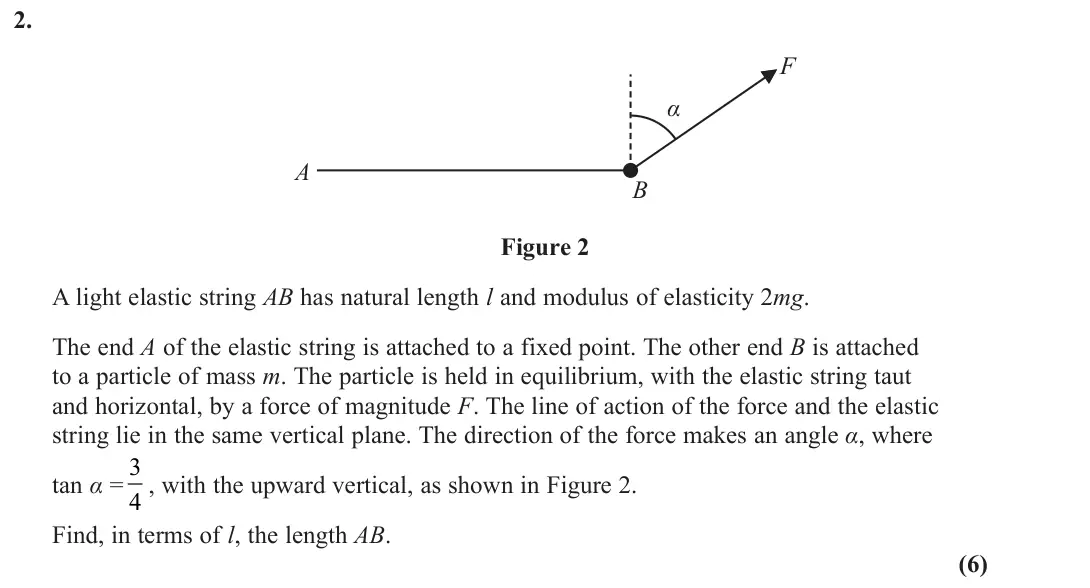 2.
F
α
A
B
Figure 2
A light elastic string AB has natural length l and modulus of elasticity 2mg.
The end A of the elastic string is attached to a fixed point. The other end B is attached
to a particle of mass m. The particle is held in equilibrium, with the elastic string taut
and horizontal, by a force of magnitude F. The line of action of the force and the elastic
string lie in the same vertical plane. The direction of the force makes an angle α, where
tan α = 3/4, with the upward vertical, as shown in Figure 2.
Find, in terms of l, the length AB.
(6)